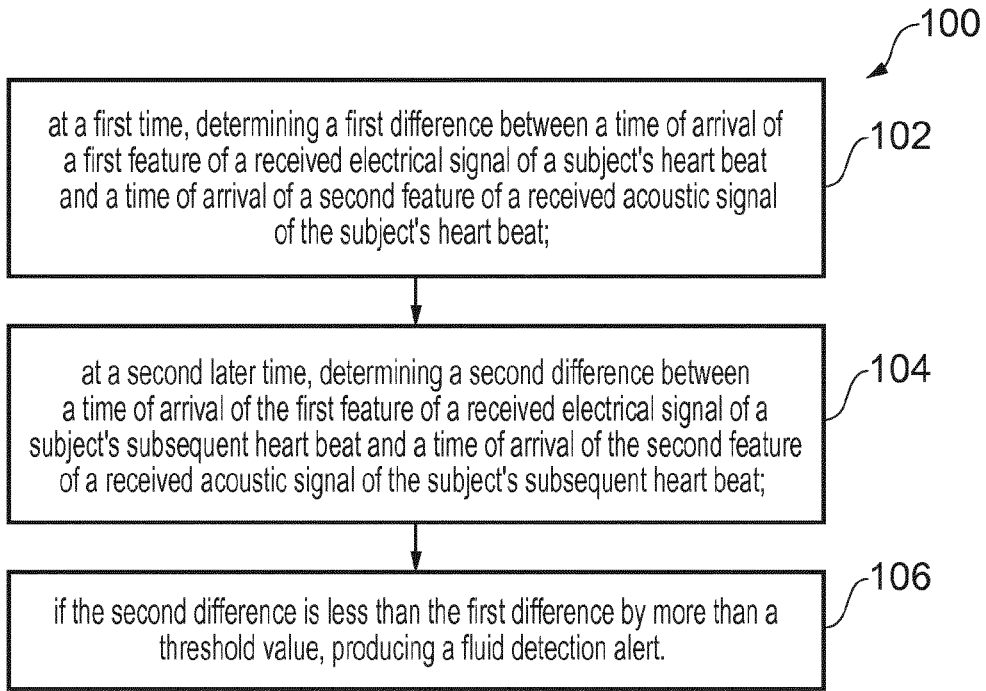 100
at a first time, determining a first difference between a time of arrival of
a first feature of a received electrical signal of a subject's heart beat
and a time of arrival of a second feature of a received acoustic signal
of the subject's heart beat;
102
at a second later time, determining a second difference between
a time of arrival of the first feature of a received electrical signal of a
subject's subsequent heart beat and a time of arrival of the second feature
of a received acoustic signal of the subject's subsequent heart beat;
104
if the second difference is less than the first difference by more than a
threshold value, producing a fluid detection alert.
106